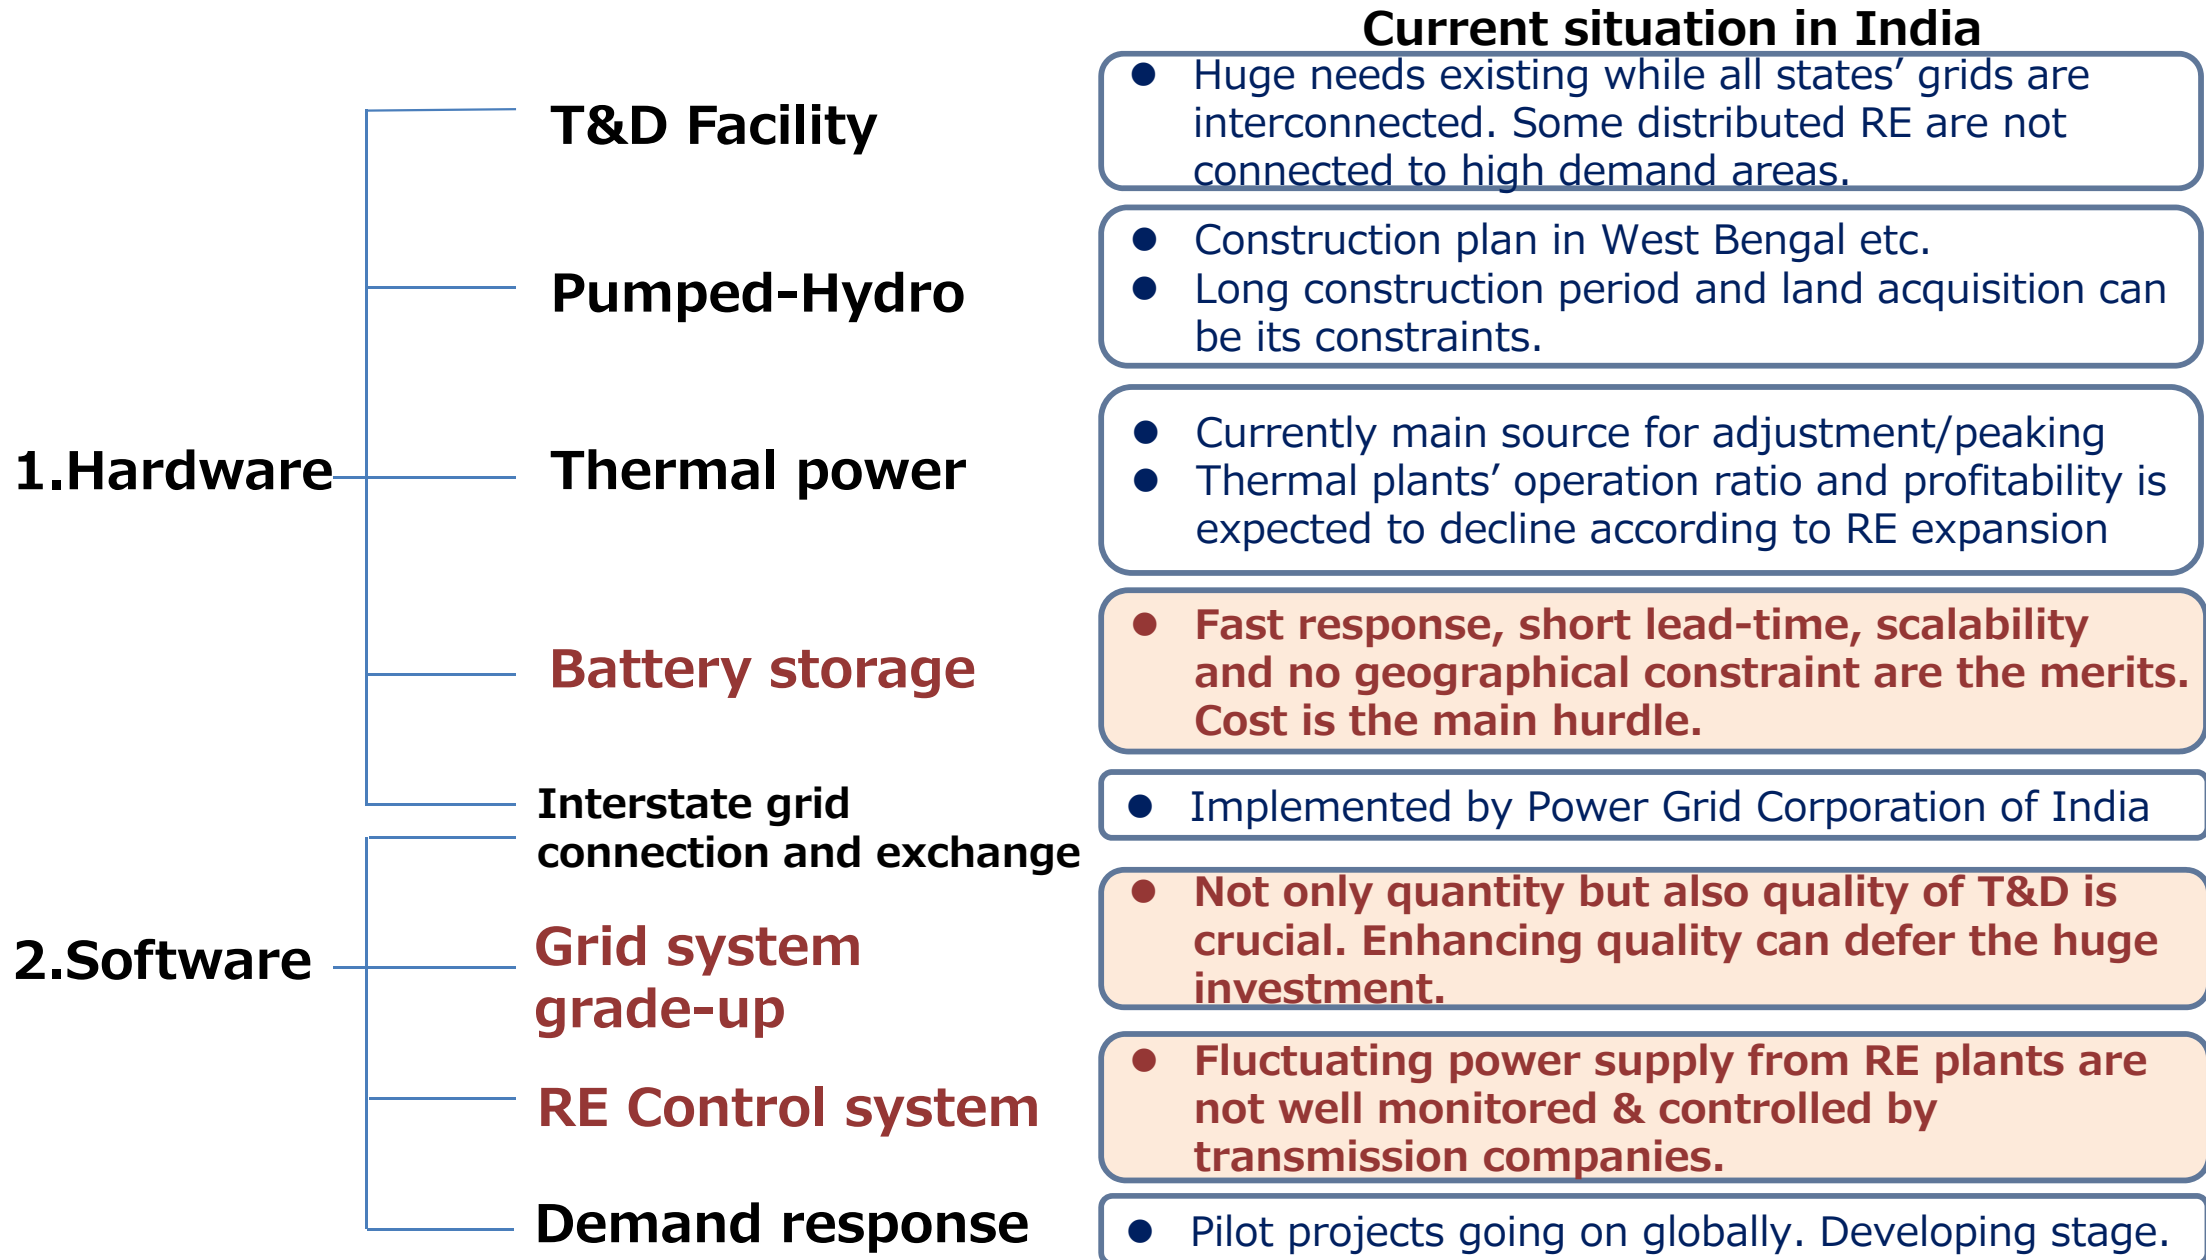 Current situation in India
T&D Facility
● Huge needs existing while all states’ grids are
interconnected. Some distributed RE are not
connected to high demand areas.
Pumped-Hydro
● Construction plan in West Bengal etc.
● Long construction period and land acquisition can
be its constraints.
1.Hardware
Thermal power
● Currently main source for adjustment/peaking
● Thermal plants’ operation ratio and profitability is
expected to decline according to RE expansion
Battery storage
● Fast response, short lead-time, scalability
and no geographical constraint are the merits.
Cost is the main hurdle.
Interstate grid
connection and exchange
● Implemented by Power Grid Corporation of India
2.Software
Grid system
grade-up
● Not only quantity but also quality of T&D is
crucial. Enhancing quality can defer the huge
investment.
RE Control system
● Fluctuating power supply from RE plants are
not well monitored & controlled by
transmission companies.
Demand response
● Pilot projects going on globally. Developing stage.